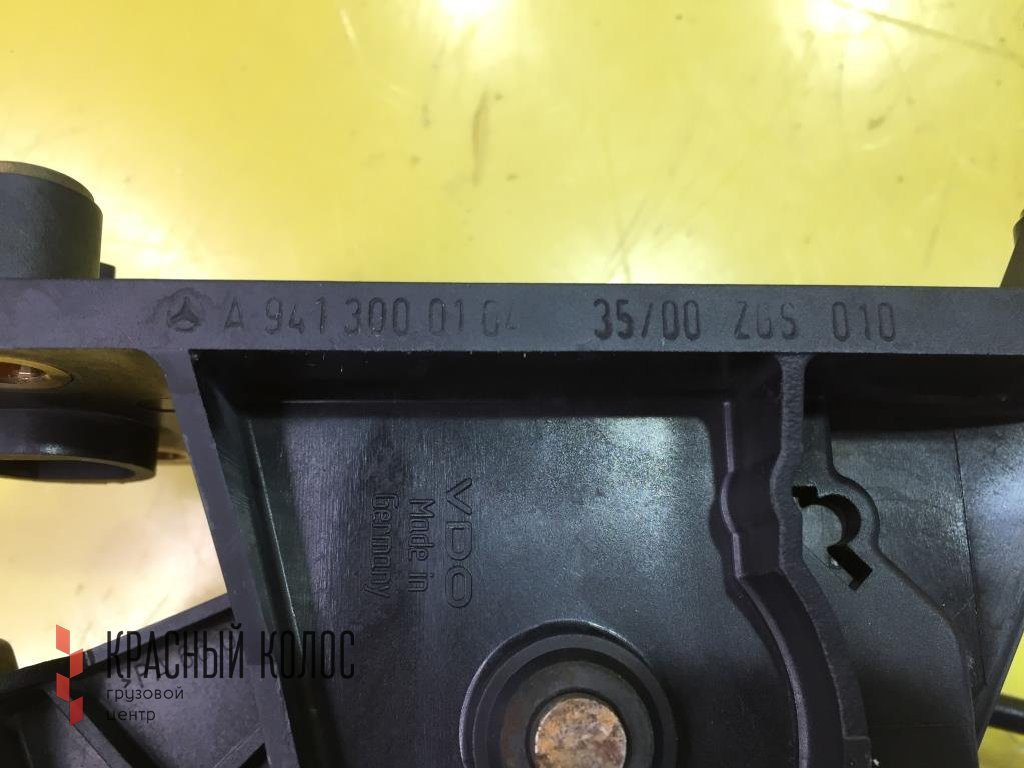 A 941 300 01 04 35/00 ZGS 010
VDO
Made in
Germany
КРАСНЫЙ КОЛОС
грузовой
центр